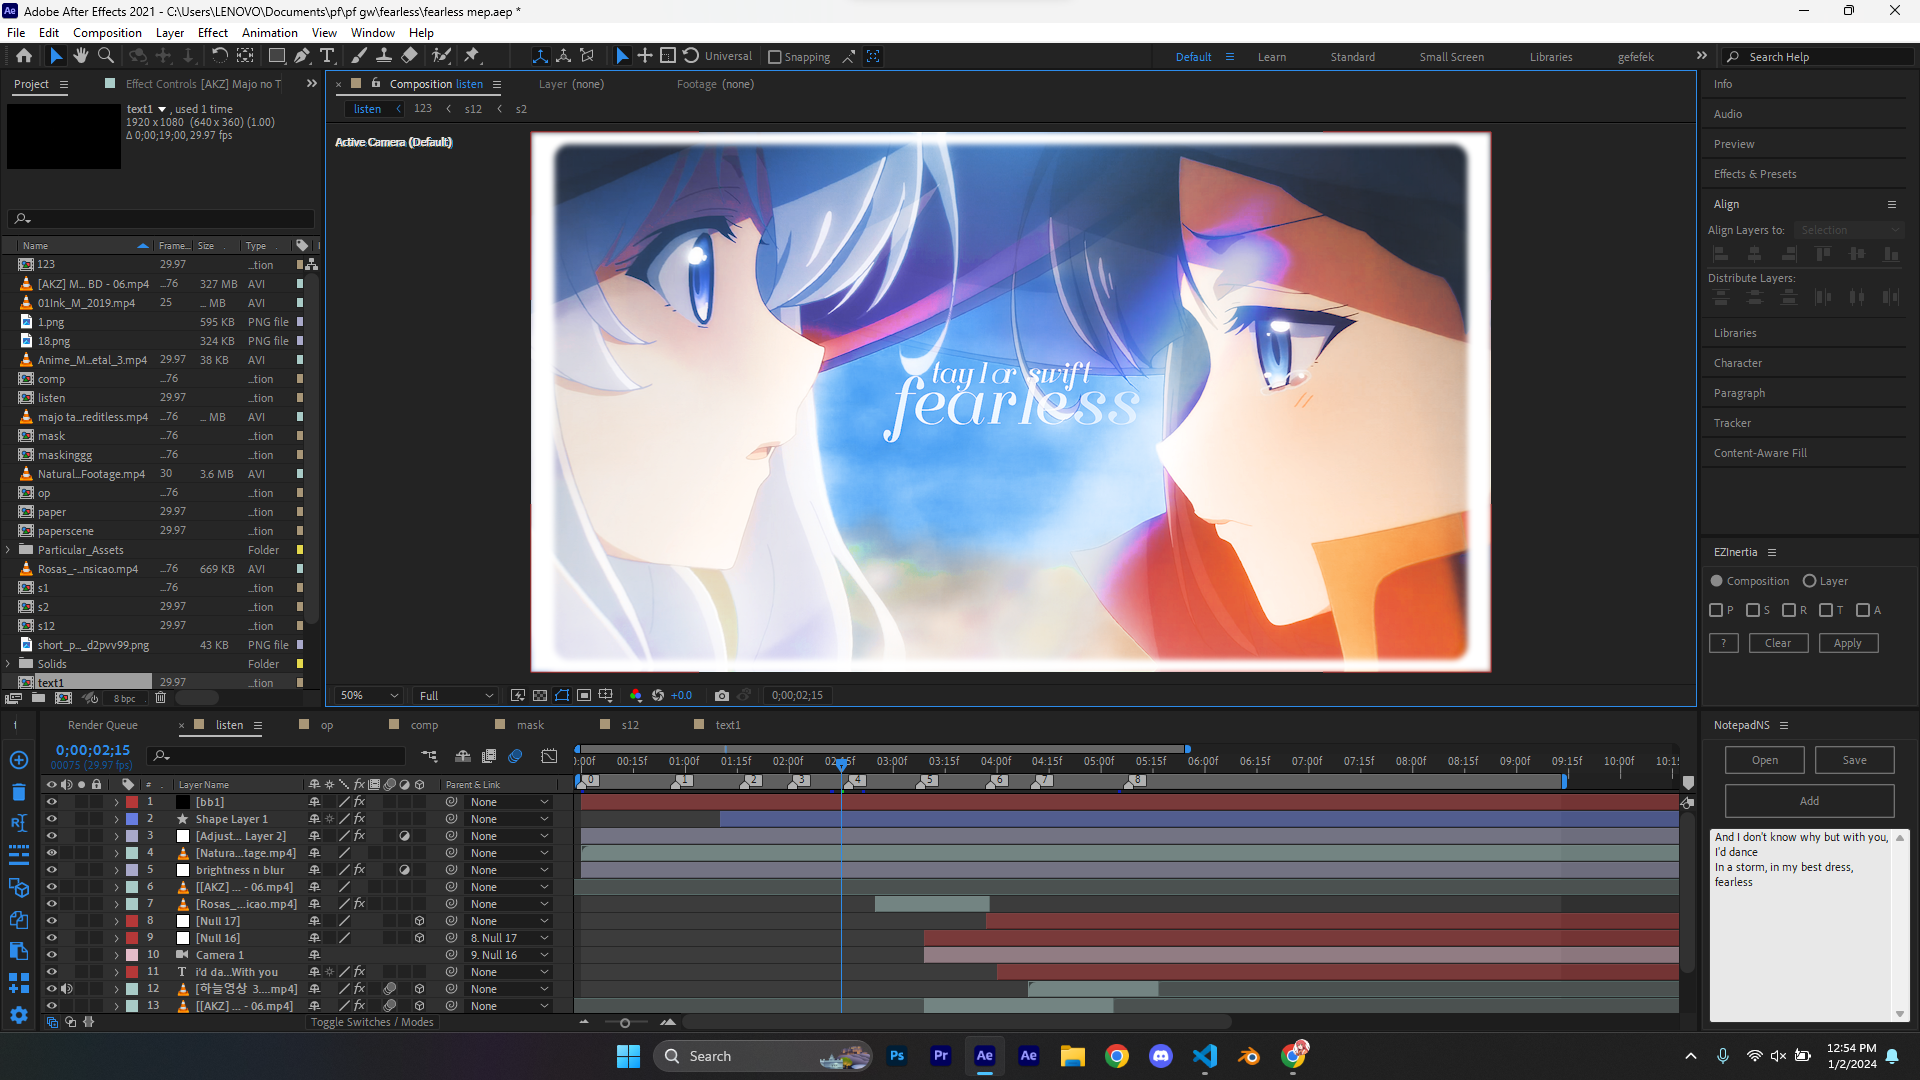 Adobe After Effects 2021 - C:\Users\LENOVO\Documents\pf\pf gw\fearless\fearless mep.aep *
File Edit Composition Layer Effect Animation View Window Help
Universal Snapping Default Learn Standard Small Screen Libraries gefefek Search Help
Project Effect Controls [AKZ] Majo no T
text1 , used 1 time
1920 x 1080 (640 x 360) (1.00)
Δ 0;00;19;00, 29.97 fps
Name Frame... Size Type
123 29.97 ...tion
[AKZ] M... BD - 06.mp4 ...76 327 MB AVI
01Ink_M_2019.mp4 25 ... MB AVI
1.png 595 KB PNG file
18.png 324 KB PNG file
Anime_M...etal_3.mp4 29.97 38 KB AVI
comp ...76 ...tion
listen 29.97 ...tion
majo ta...reditless.mp4 ...76 ... MB AVI
mask ...76 ...tion
maskinggg ...76 ...tion
Natural...Footage.mp4 30 3.6 MB AVI
op ...76 ...tion
paper 29.97 ...tion
paperscene 29.97 ...tion
Particular_Assets Folder
Rosas_-...nsicao.mp4 ...76 669 KB AVI
s1 ...76 ...tion
s2 29.97 ...tion
s12 29.97 ...tion
short_p..._d2pvv99.png 43 KB PNG file
Solids Folder
text1 29.97 ...tion
8 bpc
Composition listen Layer (none) Footage (none)
listen 123 s12 s2
Active Camera (Default)
taylor swift
fearless
50% Full +0.0 0;00;02;15
Info
Audio
Preview
Effects & Presets
Align
Align Layers to: Selection
Distribute Layers:
Libraries
Character
Paragraph
Tracker
Content-Aware Fill
EZInertia
Composition Layer
P S R T A
? Clear Apply
Render Queue listen op comp mask s12 text1
0;00;02;15
00075 (29.97 fps)
):00f 00:15f 01:00f 01:15f 02:00f 02:15f 03:00f 03:15f 04:00f 04:15f 05:00f 05:15f 06:00f 06:15f 07:00f 07:15f 08:00f 08:15f 09:00f 09:15f 10:00f 10:1
0 1 2 3 4 5 6 7 8
# Layer Name Parent & Link
1 [bb1] None
2 Shape Layer 1 None
3 [Adjust... Layer 2] None
4 [Natura...tage.mp4] None
5 brightness n blur None
6 [[AKZ] ... - 06.mp4] None
7 [Rosas_...icao.mp4] None
8 [Null 17] None
9 [Null 16] 8. Null 17
10 Camera 1 9. Null 16
11 i'd da...With you None
12 [하늘영상 3....mp4] None
13 [[AKZ] ... - 06.mp4] None
Toggle Switches / Modes
NotepadNS
Open Save
Add
And I don't know why but with you,
I'd dance
In a storm, in my best dress,
fearless
Search
Ps Pr Ae Ae
12:54 PM
1/2/2024